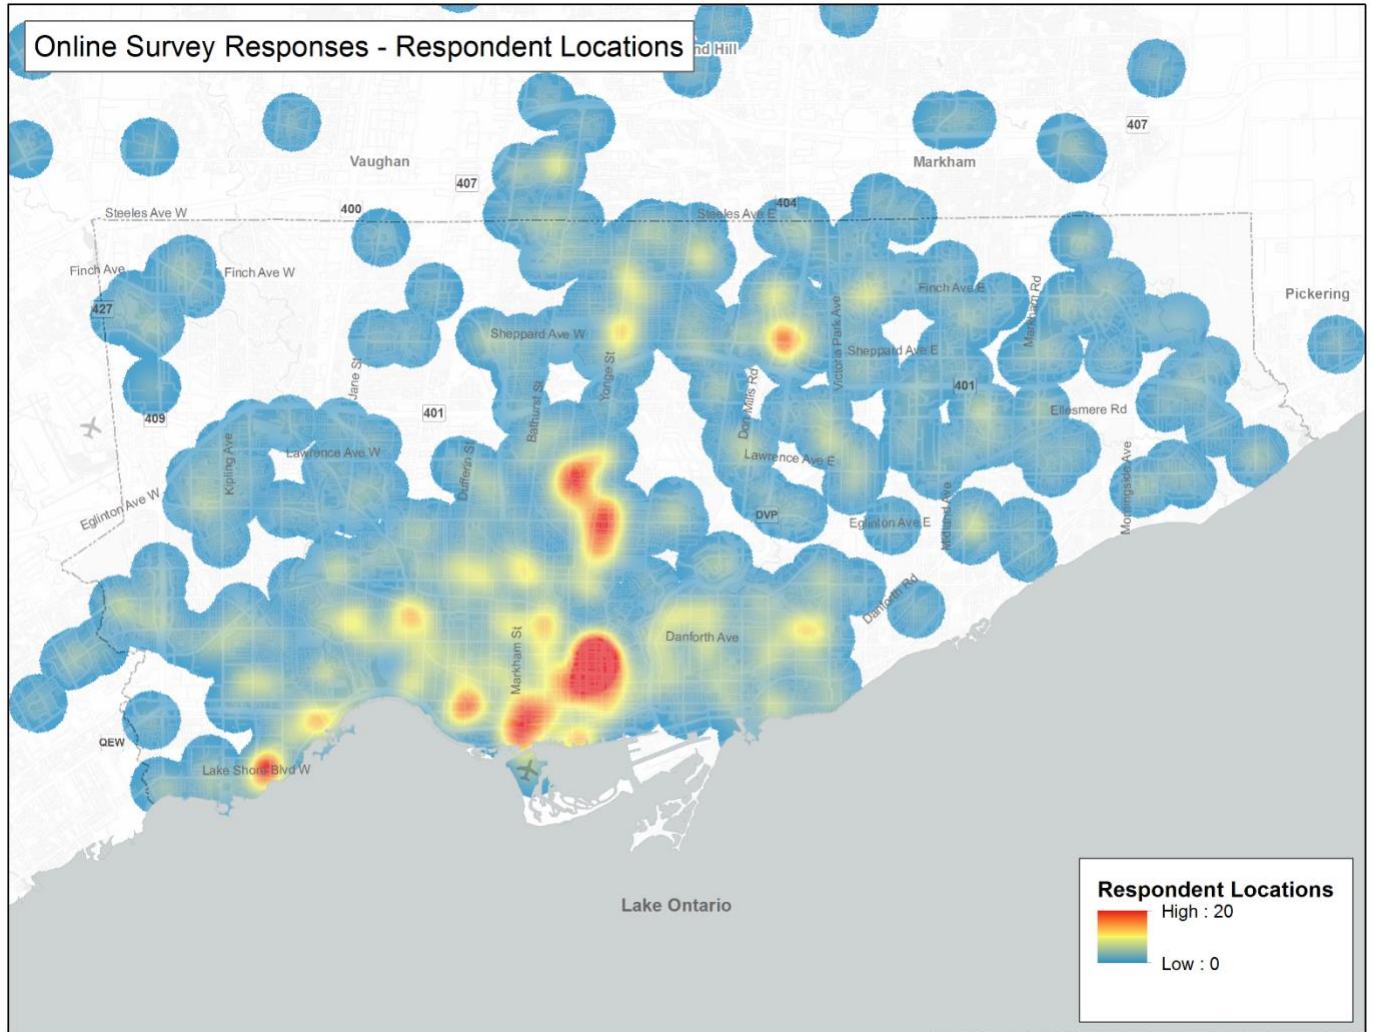 Online Survey Responses - Respondent Locations
nd Hill
407
Vaughan
Markham
407
400
404
Steeles Ave W
Steeles Ave E
Finch Ave
Finch Ave W
Finch Ave E
Markham Rd
Pickering
427
Sheppard Ave W
Victoria Park Ave
Sheppard Ave E
Jane St
Yonge St
401
409
401
Bathurst St
Don Mills Rd
Ellesmere Rd
Kipling Ave
Lawrence Ave W
Dufferin St
Lawrence Ave E
Morningside Ave
Eglinton Ave W
DVP
Eglinton Ave E
Midland Ave
Danforth Rd
Markham St
Danforth Ave
QEW
Lake Shore Blvd W
Lake Ontario
Respondent Locations
High : 20
Low : 0